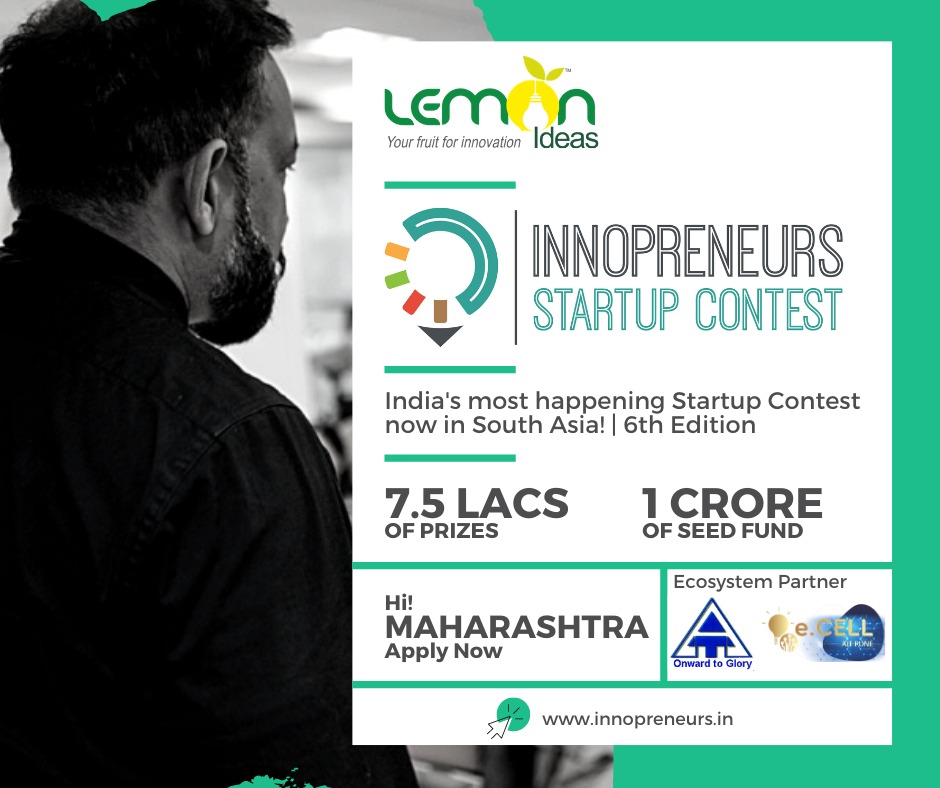 LEMON
™
Your fruit for innovation
Ideas
INNOPRENEURS
STARTUP CONTEST
India's most happening Startup Contest
now in South Asia! | 6th Edition
7.5 LACS
OF PRIZES
1 CRORE
OF SEED FUND
Hi!
MAHARASHTRA
Apply Now
Ecosystem Partner
Onward to Glory
e.CELL
www.innopreneurs.in